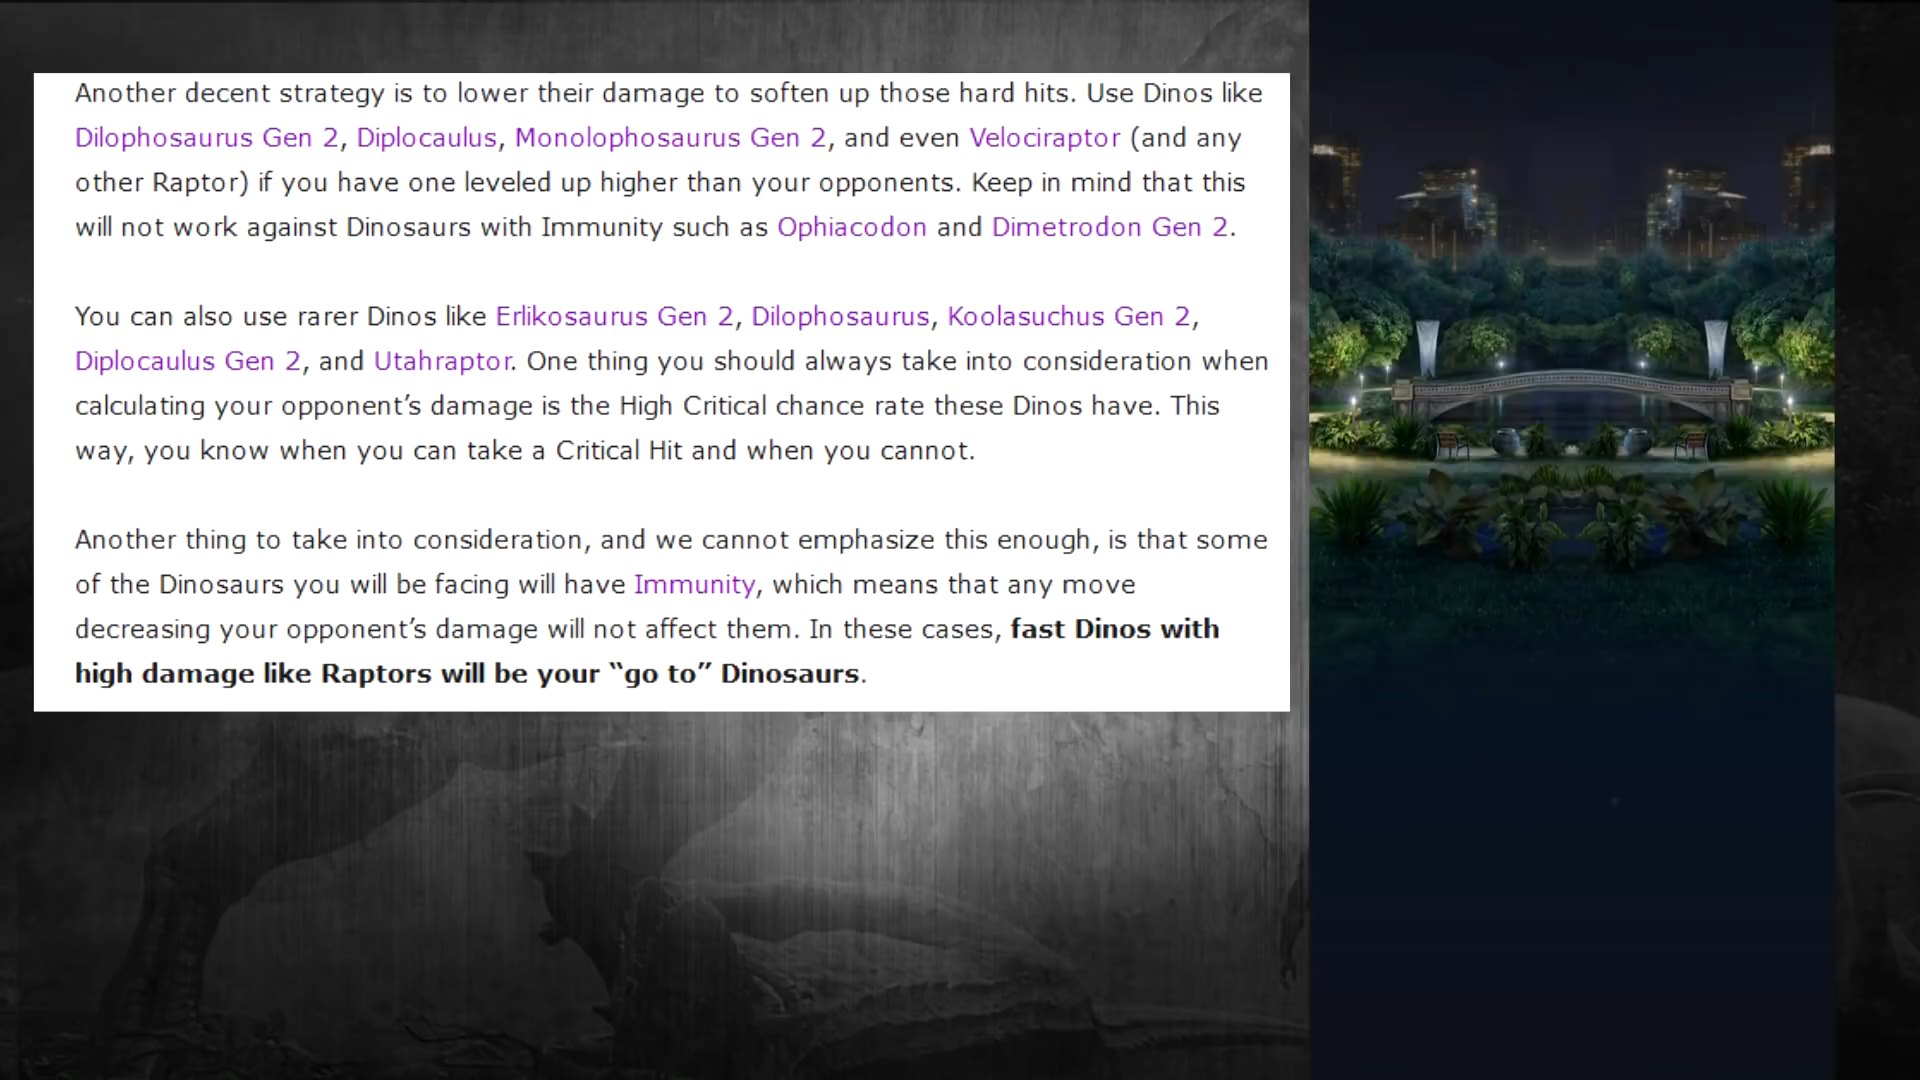 Another decent strategy is to lower their damage to soften up those hard hits. Use Dinos like
Dilophosaurus Gen 2, Diplocaulus, Monolophosaurus Gen 2, and even Velociraptor (and any
other Raptor) if you have one leveled up higher than your opponents. Keep in mind that this
will not work against Dinosaurs with Immunity such as Ophiacodon and Dimetrodon Gen 2.
You can also use rarer Dinos like Erlikosaurus Gen 2, Dilophosaurus, Koolasuchus Gen 2,
Diplocaulus Gen 2, and Utahraptor. One thing you should always take into consideration when
calculating your opponent’s damage is the High Critical chance rate these Dinos have. This
way, you know when you can take a Critical Hit and when you cannot.
Another thing to take into consideration, and we cannot emphasize this enough, is that some
of the Dinosaurs you will be facing will have Immunity, which means that any move
decreasing your opponent’s damage will not affect them. In these cases, fast Dinos with
high damage like Raptors will be your “go to” Dinosaurs.